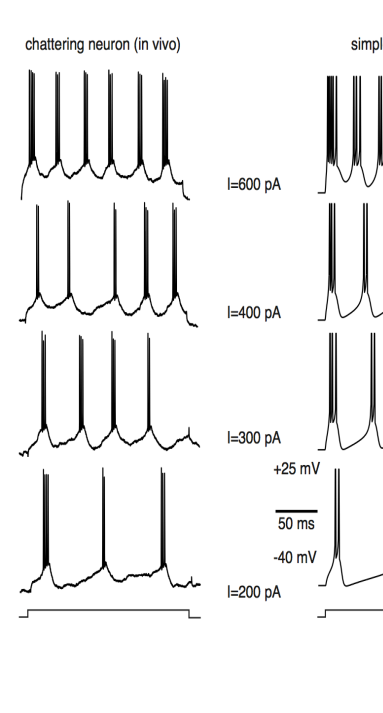 chattering neuron (in vivo)
simpl
I=600 pA
I=400 pA
I=300 pA
+25 mV
50 ms
-40 mV
I=200 pA